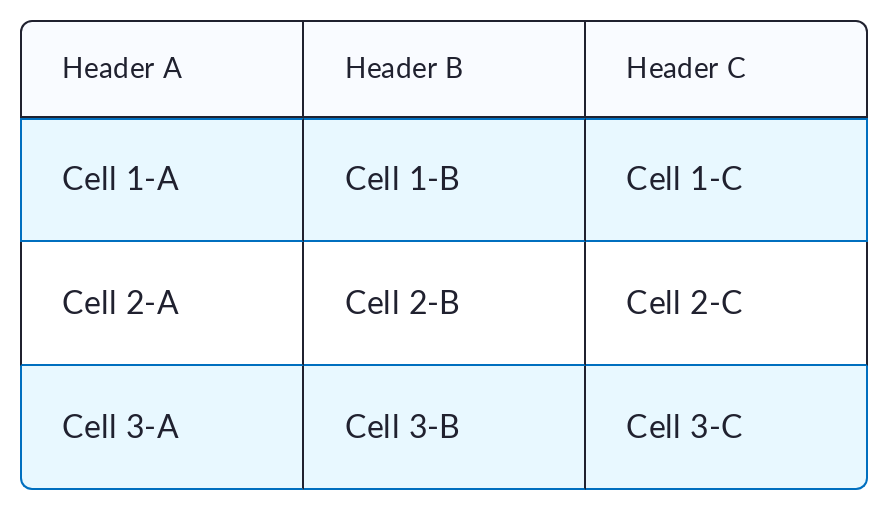 Header A Header B Header C
Cell 1-A Cell 1-B Cell 1-C
Cell 2-A Cell 2-B Cell 2-C
Cell 3-A Cell 3-B Cell 3-C